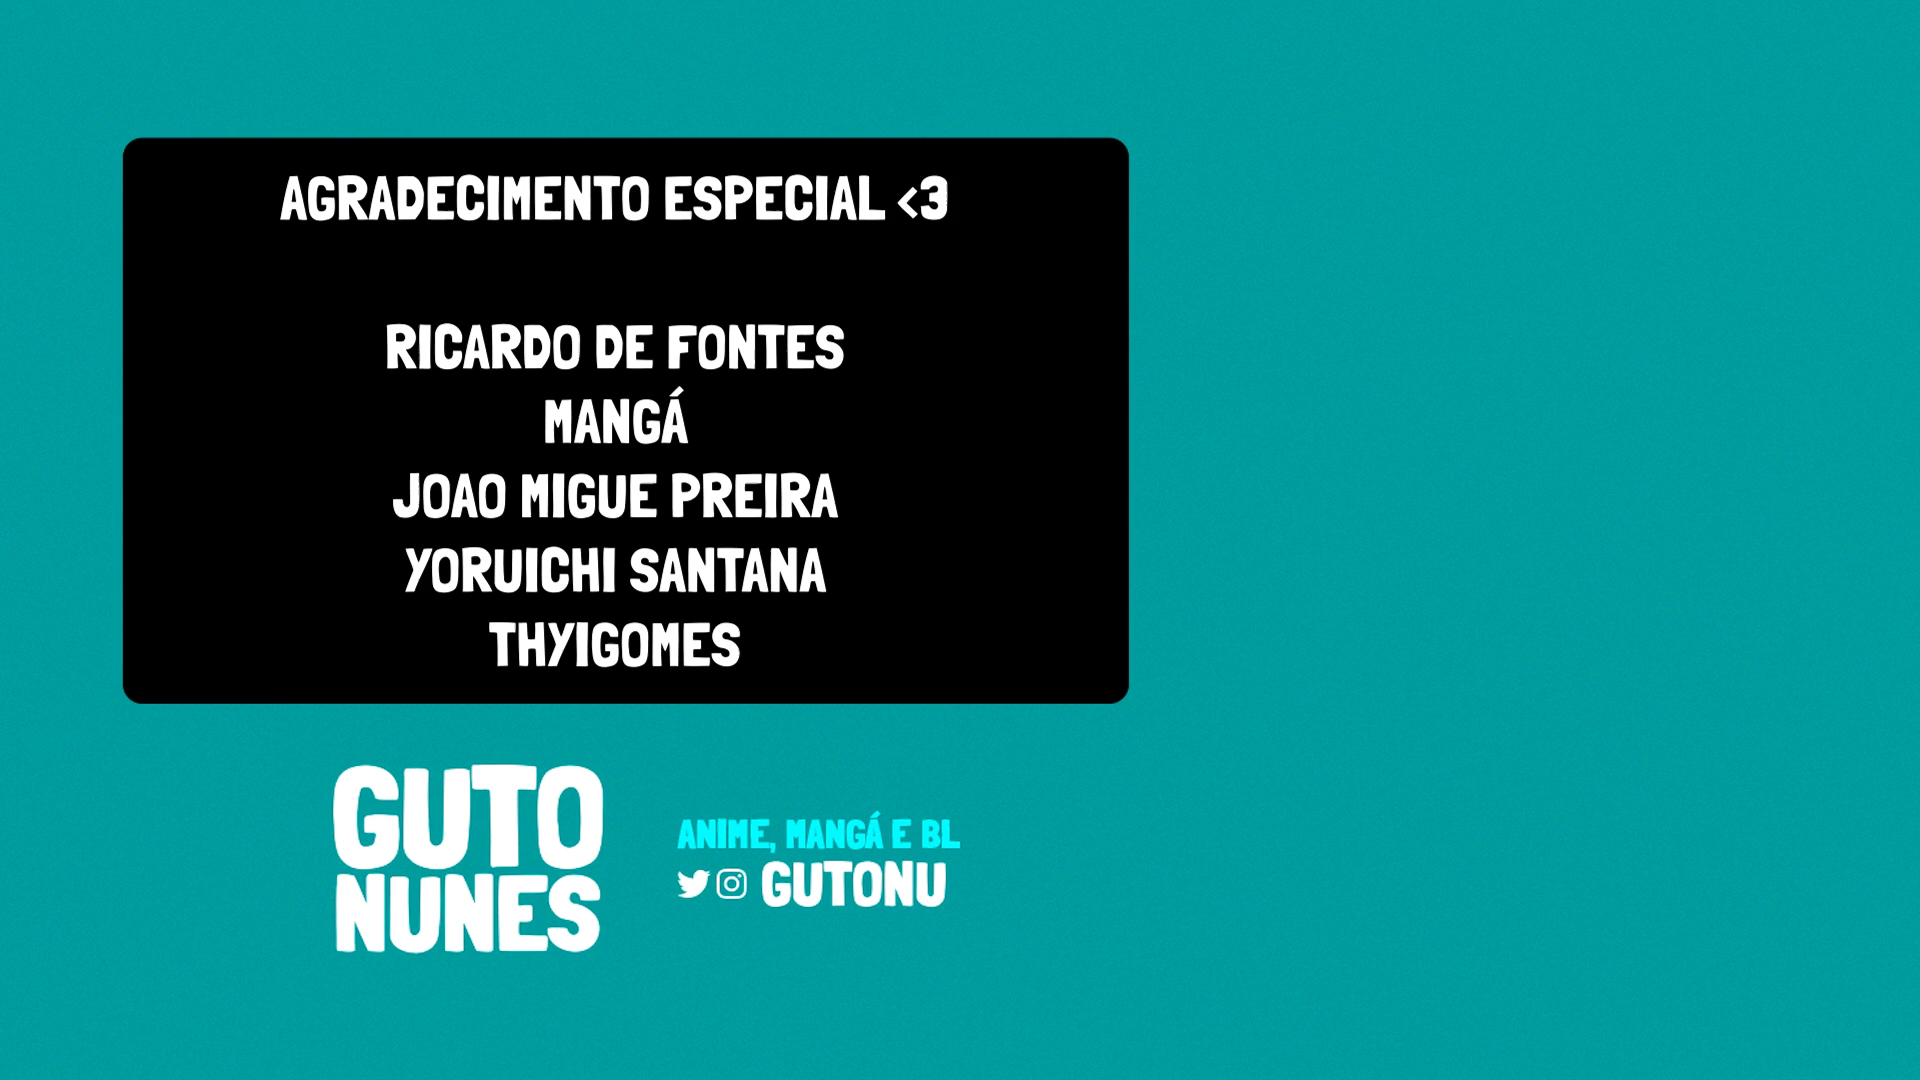 AGRADECIMENTO ESPECIAL <3
RICARDO DE FONTES
MANGÁ
JOAO MIGUE PREIRA
YORUICHI SANTANA
THYIGOMES
GUTO
NUNES
ANIME, MANGÁ E BL
GUTONU